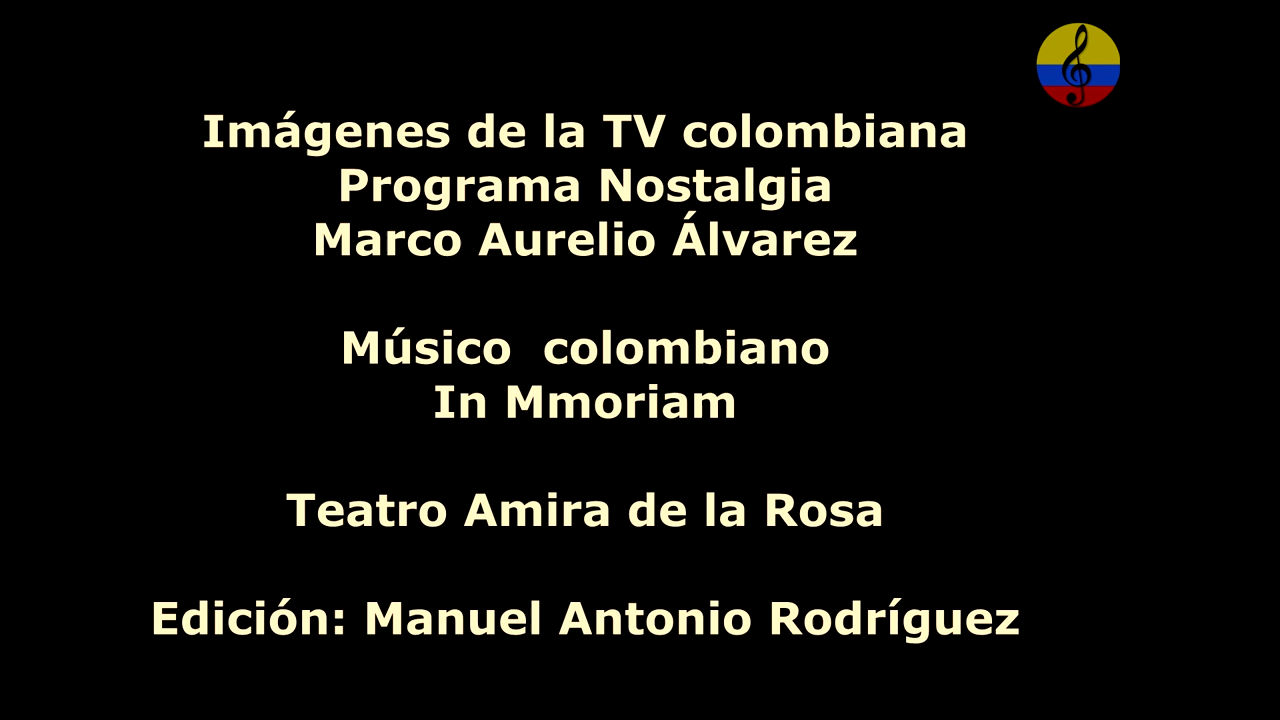 Imágenes de la TV colombiana
Programa Nostalgia
Marco Aurelio Álvarez
Músico  colombiano
In Mmoriam
Teatro Amira de la Rosa
Edición: Manuel Antonio Rodríguez